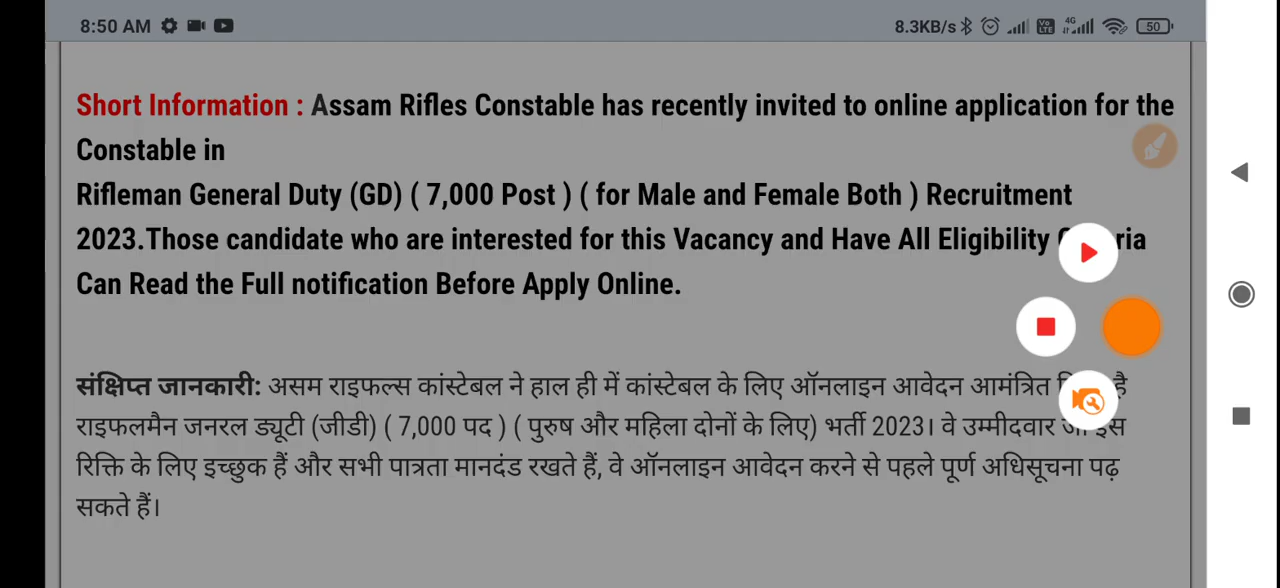 8:50 AM
8.3KB/s
4G
50
Short Information : Assam Rifles Constable has recently invited to online application for the
Constable in
Rifleman General Duty (GD) ( 7,000 Post ) ( for Male and Female Both ) Recruitment
2023.Those candidate who are interested for this Vacancy and Have All Eligibility
Can Read the Full notification Before Apply Online.
संक्षिप्त जानकारी: असम राइफल्स कांस्टेबल ने हाल ही में कांस्टेबल के लिए ऑनलाइन आवेदन आमंत्रित है
राइफलमैन जनरल ड्यूटी (जीडी) ( 7,000 पद ) ( पुरुष और महिला दोनों के लिए) भर्ती 2023। वे उम्मीदवार इस
रिक्ति के लिए इच्छुक हैं और सभी पात्रता मानदंड रखते हैं, वे ऑनलाइन आवेदन करने से पहले पूर्ण अधिसूचना पढ़
सकते हैं।